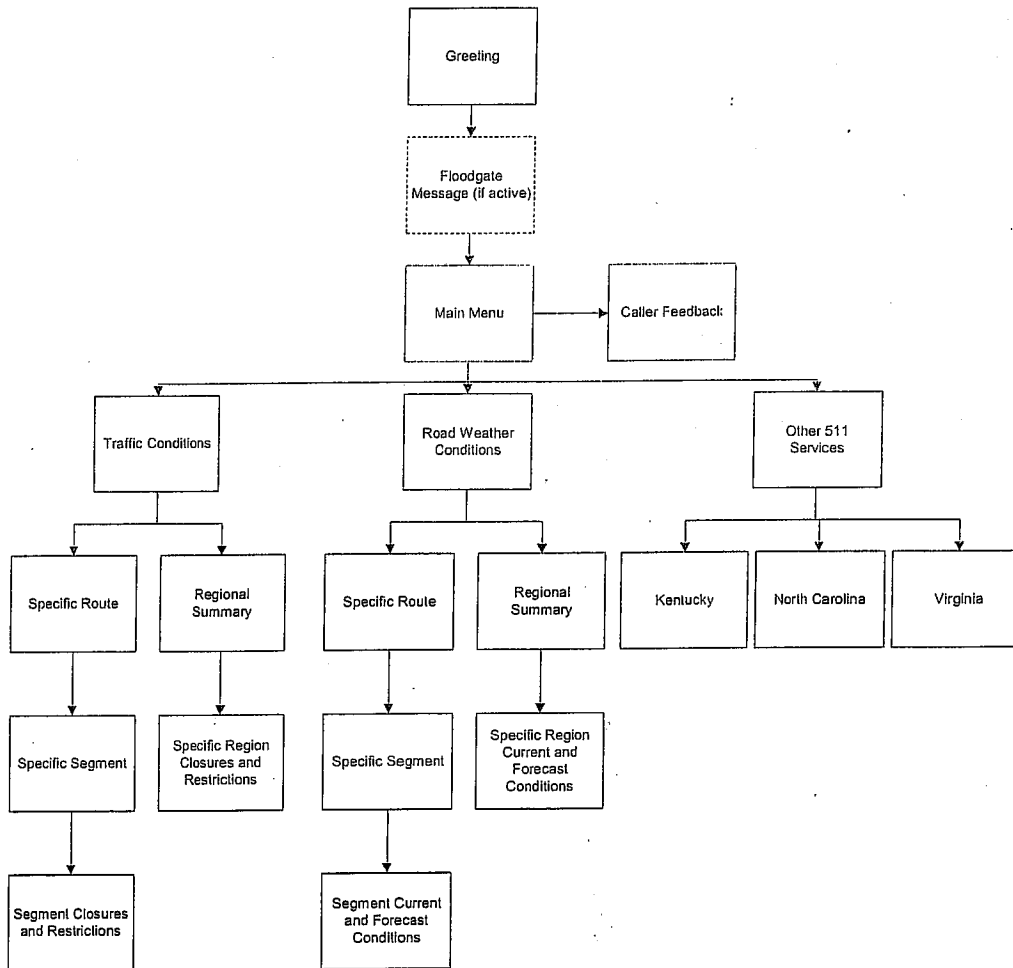 Greeting
Floodgate
Message (if active)
Main Menu
Caller Feedback
Traffic Conditions
Road Weather
Conditions
Other 511
Services
Specific Route
Regional
Summary
Specific Route
Regional
Summary
Kentucky
North Carolina
Virginia
Specific Segment
Specific Region
Closures and
Restrictions
Specific Segment
Specific Region
Current and
Forecast
Conditions
Segment Closures
and Restrictions
Segment Current
and Forecast
Conditions